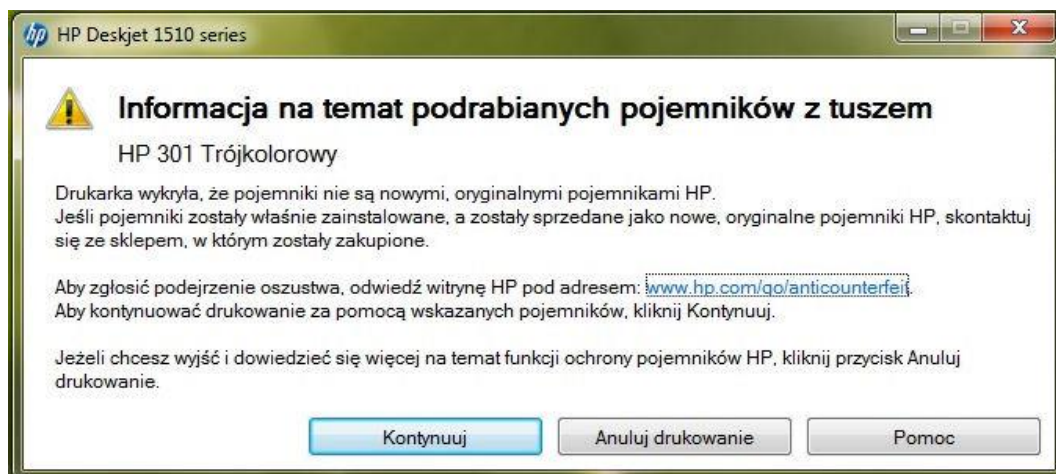 hp HP Deskjet 1510 series
Informacja na temat podrabianych pojemników z tuszem
HP 301 Trójkolorowy
Drukarka wykryła, że pojemniki nie są nowymi, oryginalnymi pojemnikami HP.
Jeśli pojemniki zostały właśnie zainstalowane, a zostały sprzedane jako nowe, oryginalne pojemniki HP, skontaktuj
się ze sklepem, w którym zostały zakupione.
Aby zgłosić podejrzenie oszustwa, odwiedź witrynę HP pod adresem: www.hp.com/go/anticounterfeit.
Aby kontynuować drukowanie za pomocą wskazanych pojemników, kliknij Kontynuuj.
Jeżeli chcesz wyjść i dowiedzieć się więcej na temat funkcji ochrony pojemników HP, kliknij przycisk Anuluj
drukowanie.
Kontynuuj Anuluj drukowanie Pomoc